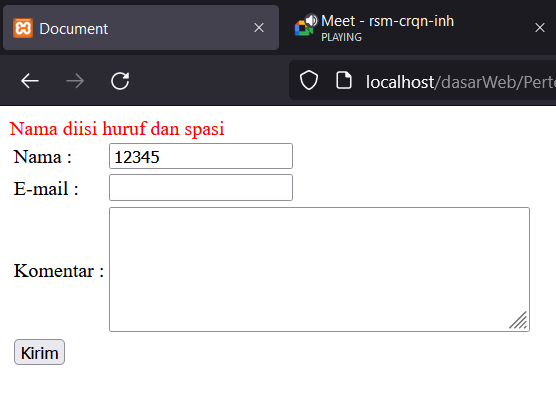 Document
Meet - rsm-crqn-inh
PLAYING
localhost/dasarWeb/Perte
Nama diisi huruf dan spasi
Nama : 12345
E-mail :
Komentar :
Kirim